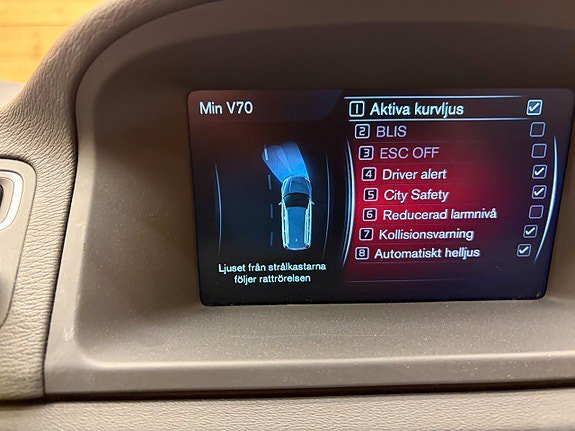 Min V70
1 Aktiva kurvljus
2 BLIS
3 ESC OFF
4 Driver alert
5 City Safety
6 Reducerad larmnivå
7 Kollisionsvarning
8 Automatiskt helljus
Ljuset från strålkastarna
följer rattrörelsen